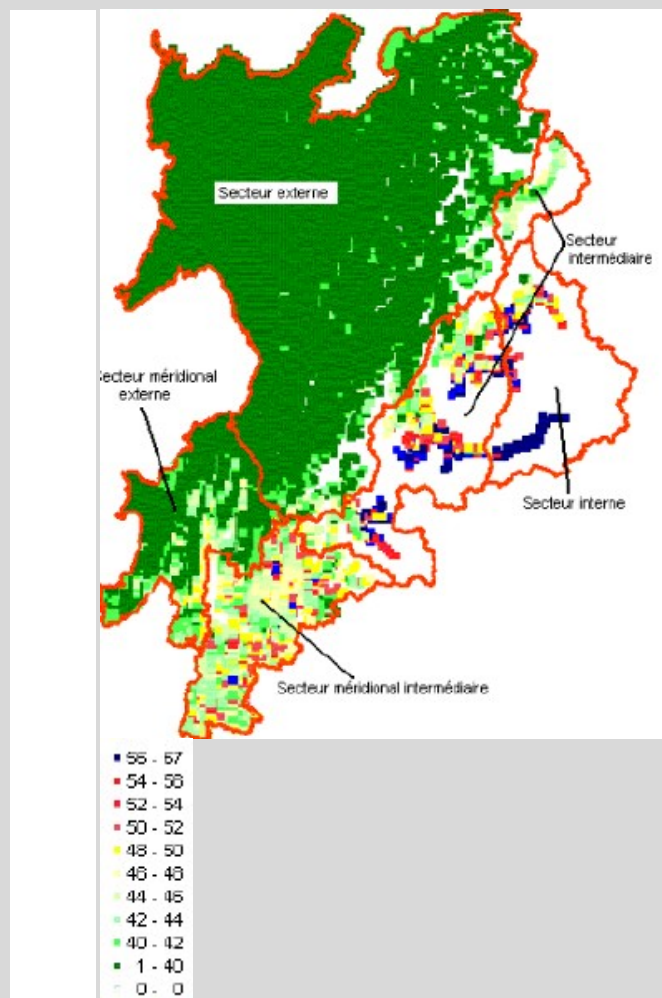 Secteur externe
Secteur
intermédiaire
Secteur méridional
externe
Secteur interne
Secteur méridional intermédiaire
56 - 67
54 - 56
52 - 54
50 - 52
48 - 50
46 - 48
44 - 46
42 - 44
40 - 42
1 - 40
0 - 0